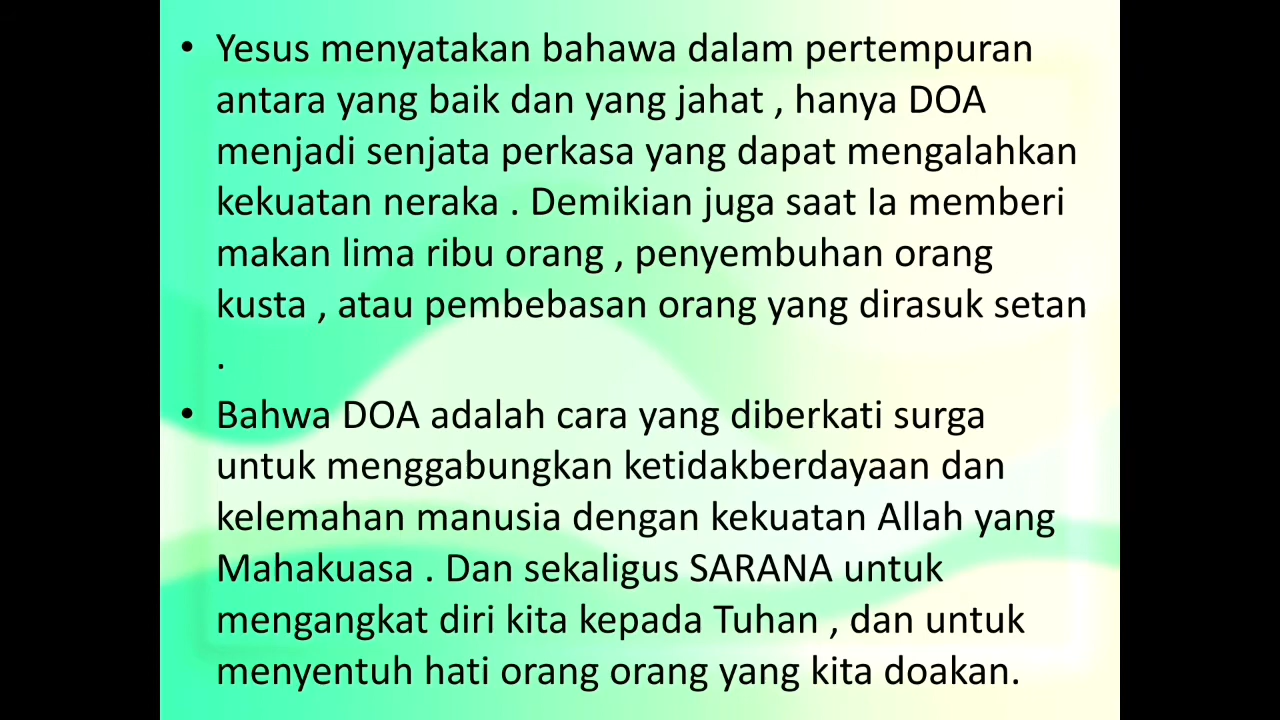 • Yesus menyatakan bahawa dalam pertempuran
antara yang baik dan yang jahat , hanya DOA
menjadi senjata perkasa yang dapat mengalahkan
kekuatan neraka . Demikian juga saat Ia memberi
makan lima ribu orang , penyembuhan orang
kusta , atau pembebasan orang yang dirasuk setan
.
• Bahwa DOA adalah cara yang diberkati surga
untuk menggabungkan ketidakberdayaan dan
kelemahan manusia dengan kekuatan Allah yang
Mahakuasa . Dan sekaligus SARANA untuk
mengangkat diri kita kepada Tuhan , dan untuk
menyentuh hati orang orang yang kita doakan.